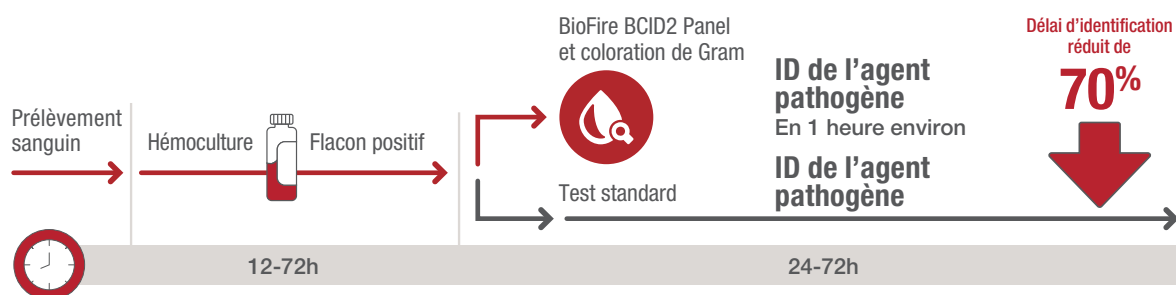 Prélèvement
sanguin
Hémoculture
Flacon positif
BioFire BCID2 Panel
et coloration de Gram
ID de l’agent
pathogène
En 1 heure environ
Délai d’identification
réduit de
70%
Test standard
ID de l’agent
pathogène
12-72h
24-72h